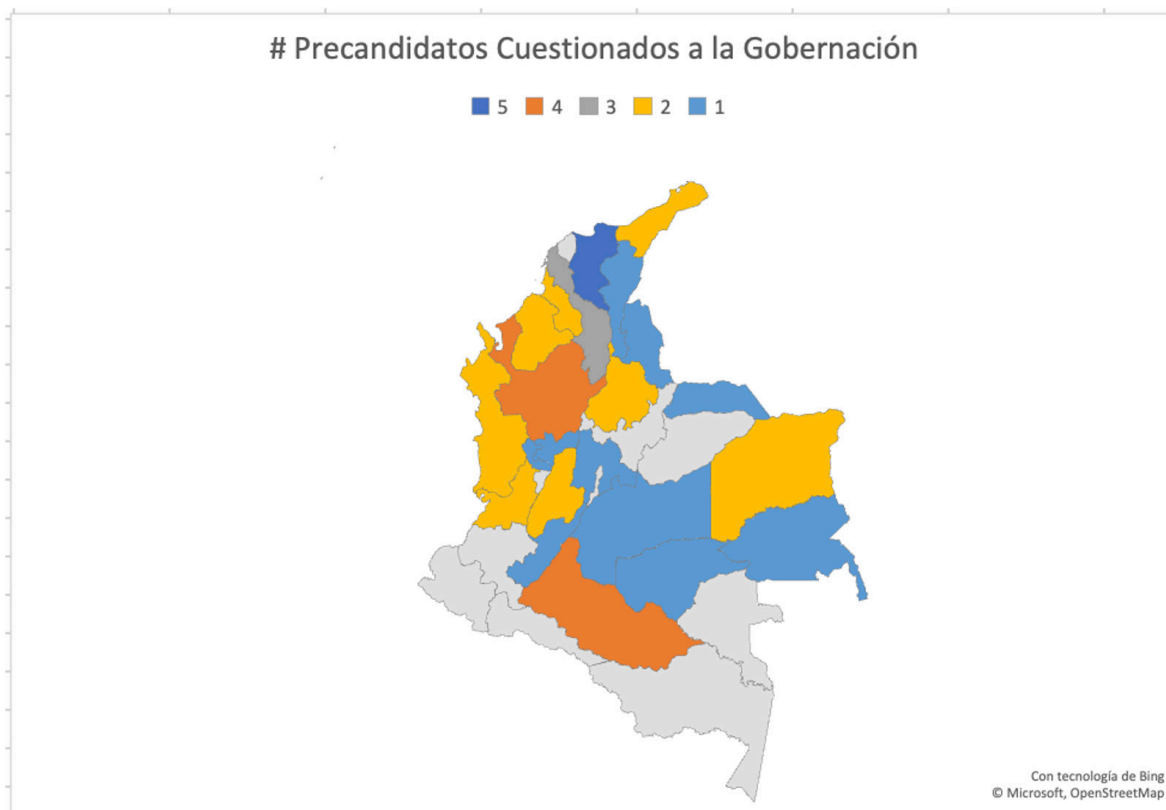 # Precandidatos Cuestionados a la Gobernación
5 4 3 2 1
Con tecnología de Bing
© Microsoft, OpenStreetMap